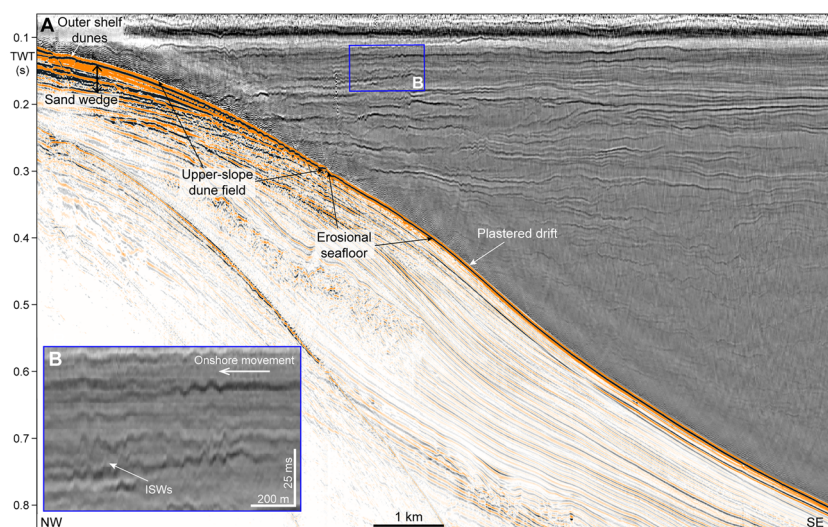 A
Outer shelf
dunes
0.1
TWT
(s)
B
Sand wedge
0.2
0.3
Upper-slope
dune field
Erosional
seafloor
Plastered drift
0.4
0.5
0.6
0.7
0.8
B
Onshore movement
ISWs
25 ms
200 m
NW
1 km
SE